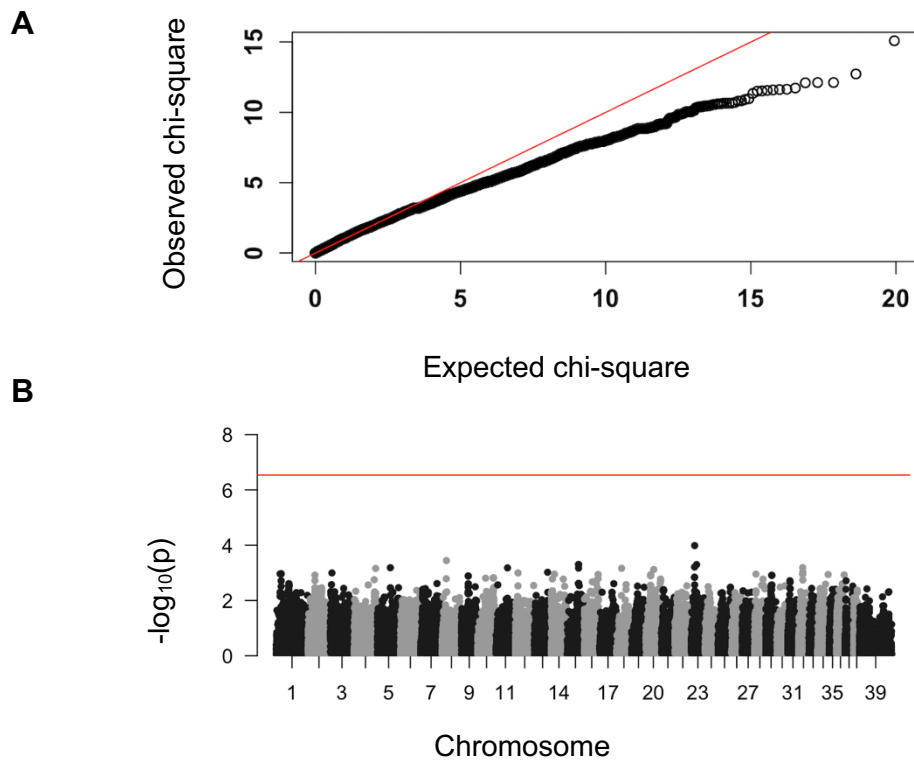 A
Observed chi-square
15
10
5
0
0 5 10 15 20
Expected chi-square
B
-log₁₀(p)
8
6
4
2
0
1 3 5 7 9 11 14 17 20 23 27 31 35 39
Chromosome